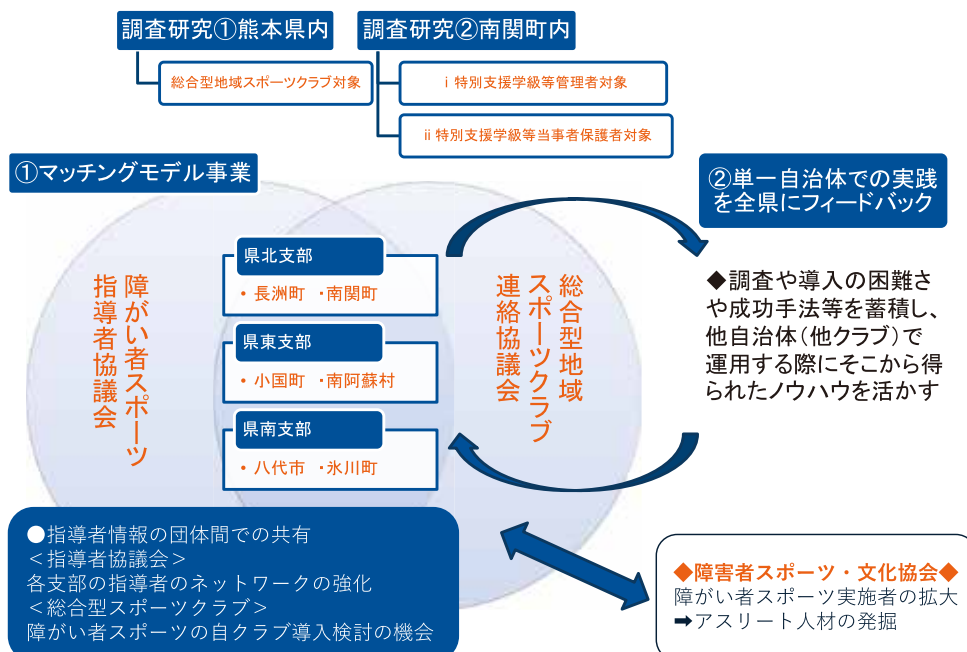 調査研究①熊本県内
総合型地域スポーツクラブ対象
調査研究②南関町内
ⅰ特別支援学級等管理者対象
ⅱ特別支援学級等当事者保護者対象
①マッチングモデル事業
障がい者スポーツ
指導者協議会
県北支部
・長洲町 ・南関町
県東支部
・小国町 ・南阿蘇村
県南支部
・八代市 ・氷川町
総合型地域
スポーツクラブ
連絡協議会
②単一自治体での実践
を全県にフィードバック
◆調査や導入の困難さ
や成功手法等を蓄積し、
他自治体(他クラブ)で
運用する際にそこから得
られたノウハウを活かす
●指導者情報の団体間での共有
<指導者協議会>
各支部の指導者のネットワークの強化
<総合型スポーツクラブ>
障がい者スポーツの自クラブ導入検討の機会
◆障害者スポーツ・文化協会◆
障がい者スポーツ実施者の拡大
➡アスリート人材の発掘